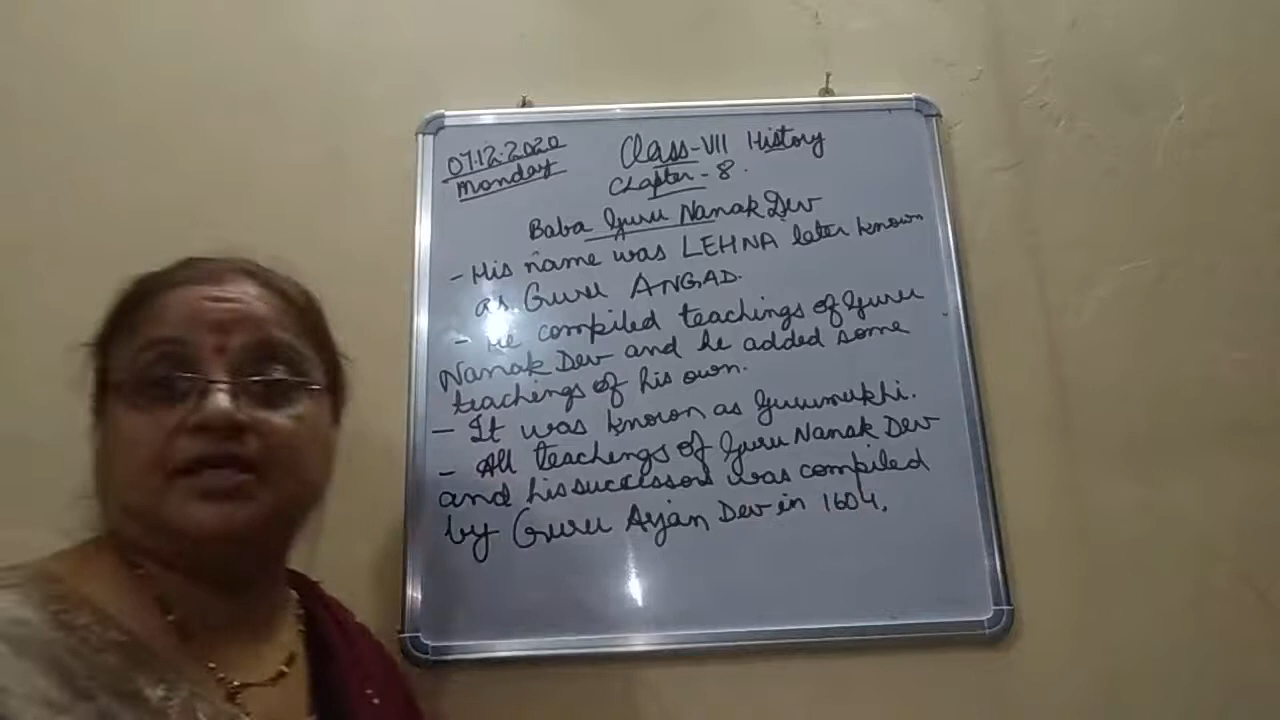 07.12.2020 Class-VII History
Monday Chapter-8.
Baba Guru Nanak Dev
- His name was LEHNA later known
as Guru ANGAD.
- He compiled teachings of Guru
Nanak Dev and he added some
teachings of his own.
- It was known as Gurumukhi.
- All teachings of Guru Nanak Dev
and his successors was compiled
by Guru Arjan Dev in 1604.